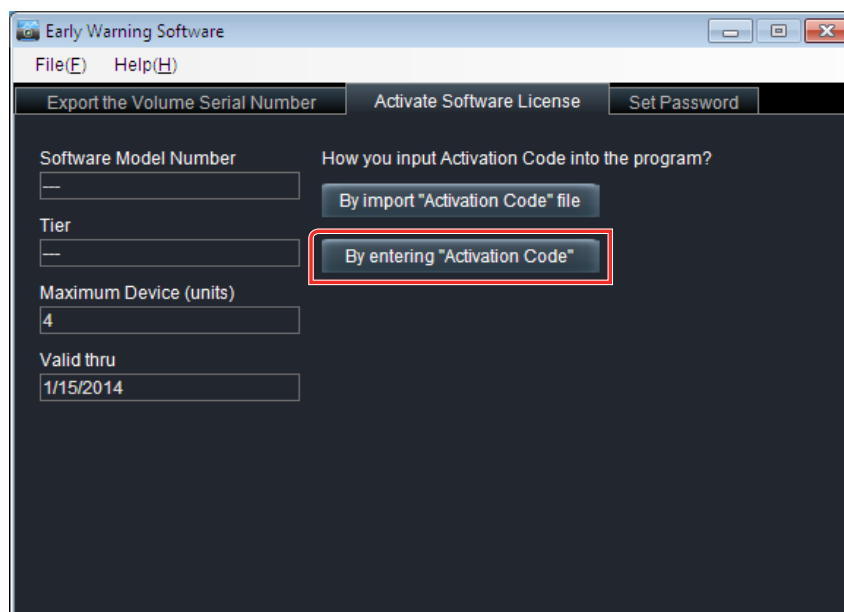 Early Warning Software
File(F) Help(H)
Export the Volume Serial Number Activate Software License Set Password
Software Model Number
---
Tier
---
Maximum Device (units)
4
Valid thru
1/15/2014
How you input Activation Code into the program?
By import "Activation Code" file
By entering "Activation Code"